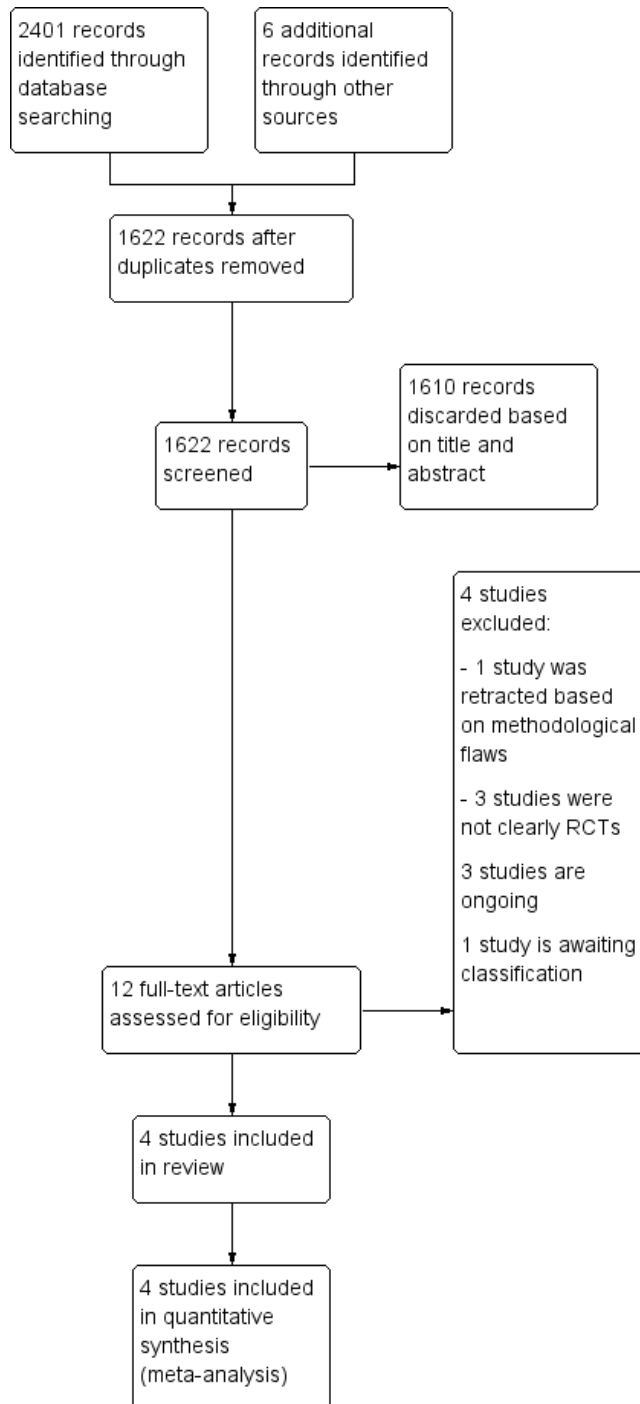 2401 records
identified through
database
searching
6 additional
records identified
through other
sources
1622 records after
duplicates removed
1622 records
screened
1610 records
discarded based
on title and
abstract
4 studies
excluded:
- 1 study was
retracted based
on methodological
flaws
- 3 studies were
not clearly RCTs
3 studies are
ongoing
1 study is awaiting
classification
12 full-text articles
assessed for eligibility
4 studies included
in review
4 studies included
in quantitative
synthesis
(meta-analysis)